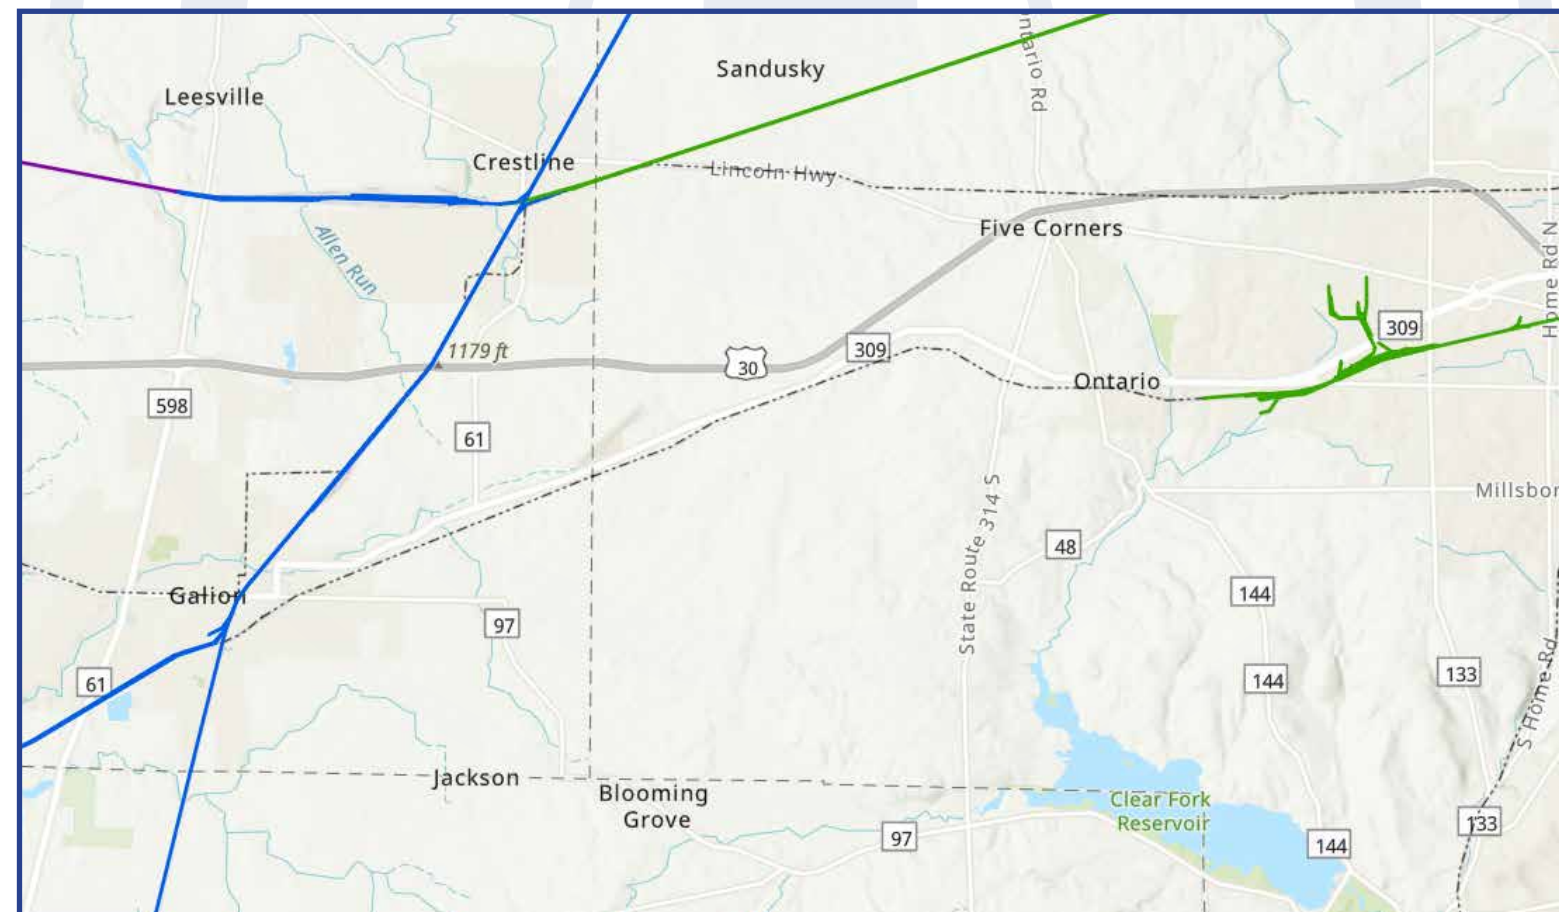 Sandusky
Leesville
Crestline
Lincoln Hwy
Five Corners
Allen Run
Home Rd N
309
1179 ft
309
30
Ontario
598
61
Millsbor
State Route 314 S
48
144
Galion
97
61
144
133
S Home Rd
Jackson
Blooming
Grove
Clear Fork
Reservoir
97
133
144